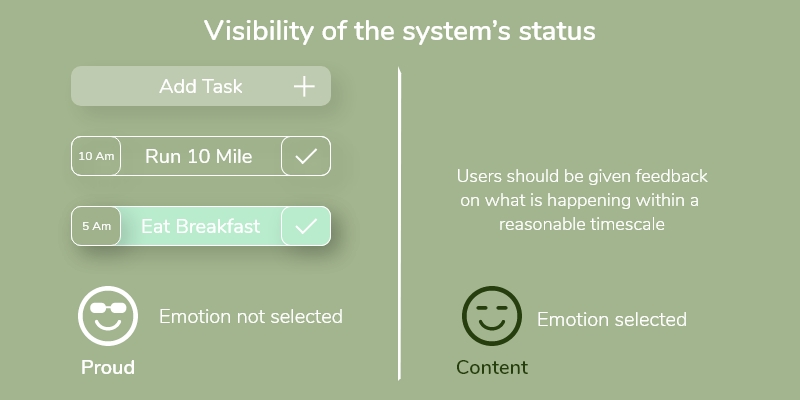 Visibility of the system's status
Add Task
10 Am Run 10 Mile
5 Am Eat Breakfast
Emotion not selected
Proud
Users should be given feedback
on what is happening within a
reasonable timescale
Emotion selected
Content